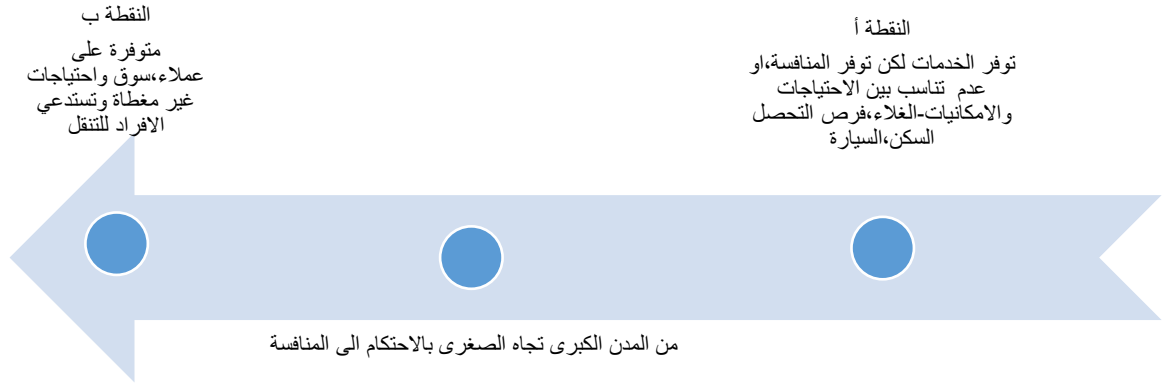 النقطة أ
توفر الخدمات لكن توفر المنافسة،او
عدم تناسب بين الاحتياجات
والامكانيات-الغلاء،فرص التحصل
السكن،السيارة
النقطة ب
متوفرة على
عملاء،سوق واحتياجات
غير مغطاة وتستدعي
الافراد للتنقل
من المدن الكبرى تجاه الصغرى بالاحتكام الى المنافسة